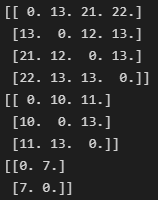 [[ 0. 13. 21. 22.]
 [13.  0. 12. 13.]
 [21. 12.  0. 13.]
 [22. 13. 13.  0.]]
[[ 0. 10. 11.]
 [10.  0. 13.]
 [11. 13.  0.]]
[[0. 7.]
 [7. 0.]]